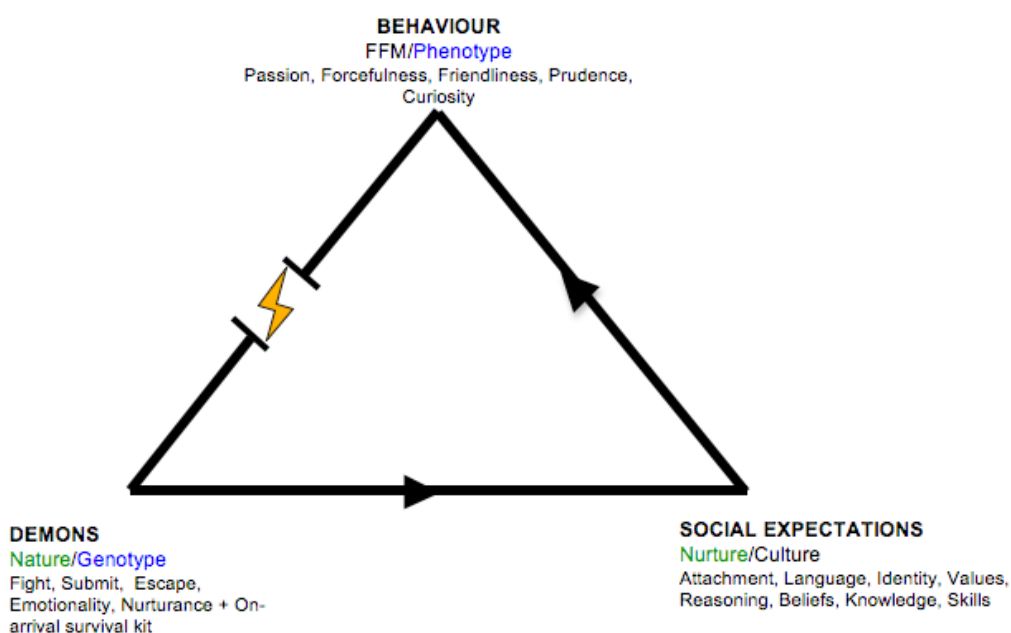 BEHAVIOUR
FFM/Phenotype
Passion, Forcefulness, Friendliness, Prudence,
Curiosity
DEMONS
Nature/Genotype
Fight, Submit, Escape,
Emotionality, Nurturance + On-
arrival survival kit
SOCIAL EXPECTATIONS
Nurture/Culture
Attachment, Language, Identity, Values,
Reasoning, Beliefs, Knowledge, Skills